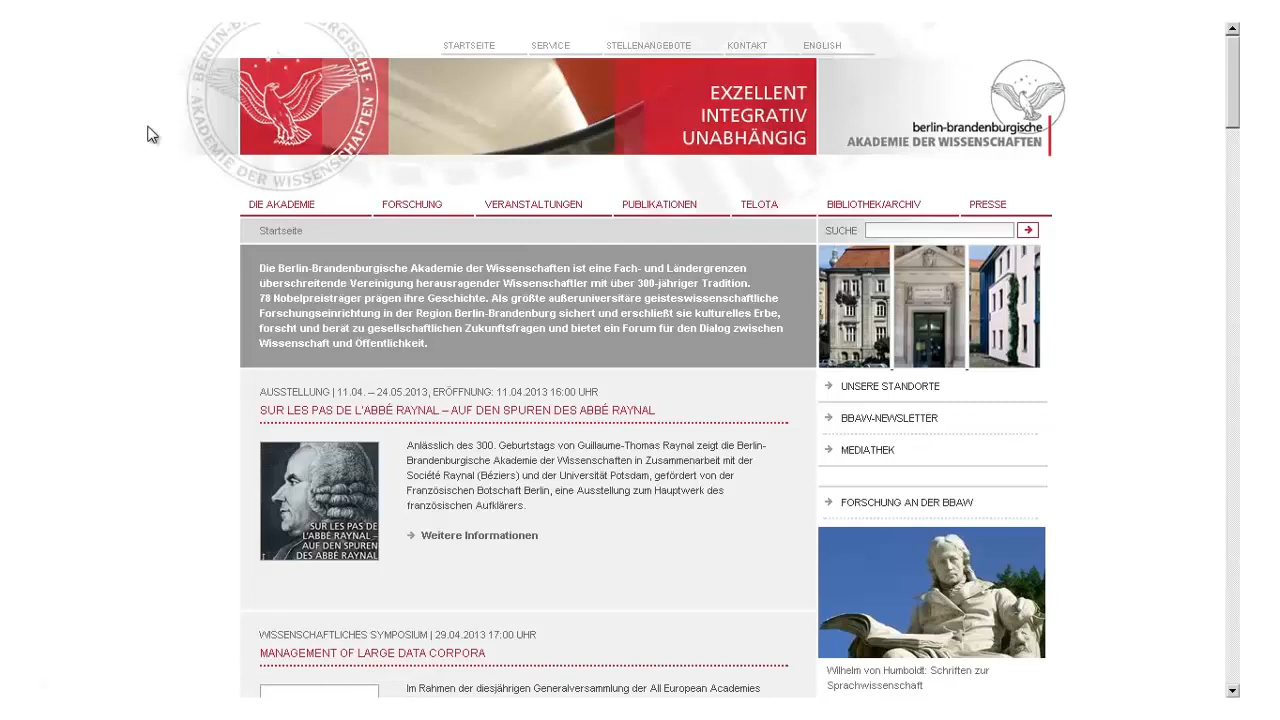 STARTSEITE SERVICE STELLENANGEBOTE KONTAKT ENGLISH
BERLIN-BRANDENBURGISCHE
AKADEMIE DER WISSENSCHAFTEN
EXZELLENT
INTEGRATIV
UNABHÄNGIG
berlin-brandenburgische
AKADEMIE DER WISSENSCHAFTEN
DIE AKADEMIE FORSCHUNG VERANSTALTUNGEN PUBLIKATIONEN TELOTA BIBLIOTHEK/ARCHIV PRESSE
Startseite
SUCHE
Die Berlin-Brandenburgische Akademie der Wissenschaften ist eine Fach- und Ländergrenzen
überschreitende Vereinigung herausragender Wissenschaftler mit über 300-jähriger Tradition.
78 Nobelpreisträger prägen ihre Geschichte. Als größte außeruniversitäre geisteswissenschaftliche
Forschungseinrichtung in der Region Berlin-Brandenburg sichert und erschließt sie kulturelles Erbe,
forscht und berät zu gesellschaftlichen Zukunftsfragen und bietet ein Forum für den Dialog zwischen
Wissenschaft und Öffentlichkeit.
AUSSTELLUNG | 11.04. – 24.05.2013, ERÖFFNUNG: 11.04.2013 16:00 UHR
SUR LES PAS DE L'ABBÉ RAYNAL – AUF DEN SPUREN DES ABBÉ RAYNAL
Anlässlich des 300. Geburtstags von Guillaume-Thomas Raynal zeigt die Berlin-
Brandenburgische Akademie der Wissenschaften in Zusammenarbeit mit der
Société Raynal (Béziers) und der Universität Potsdam, gefördert von der
Französischen Botschaft Berlin, eine Ausstellung zum Hauptwerk des
französischen Aufklärers.
Weitere Informationen
SUR LES PAS DE
L'ABBÉ RAYNAL –
AUF DEN SPUREN
DES ABBÉ RAYNAL
WISSENSCHAFTLICHES SYMPOSIUM | 29.04.2013 17:00 UHR
MANAGEMENT OF LARGE DATA CORPORA
Im Rahmen der diesjährigen Generalversammlung der All European Academies
UNSERE STANDORTE
BBAW-NEWSLETTER
MEDIATHEK
FORSCHUNG AN DER BBAW
Wilhelm von Humboldt: Schriften zur
Sprachwissenschaft